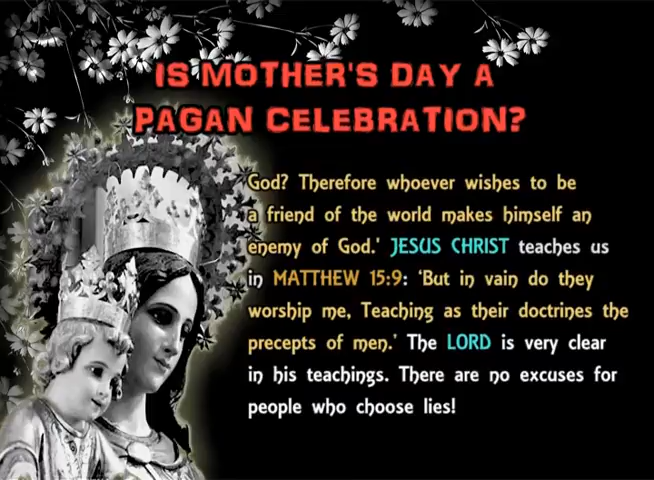 IS MOTHER'S DAY A
PAGAN CELEBRATION?
God? Therefore whoever wishes to be
a friend of the world makes himself an
enemy of God.' JESUS CHRIST teaches us
in MATTHEW 15:9: 'But in vain do they
worship me, Teaching as their doctrines the
precepts of men.' The LORD is very clear
in his teachings. There are no excuses for
people who choose lies!